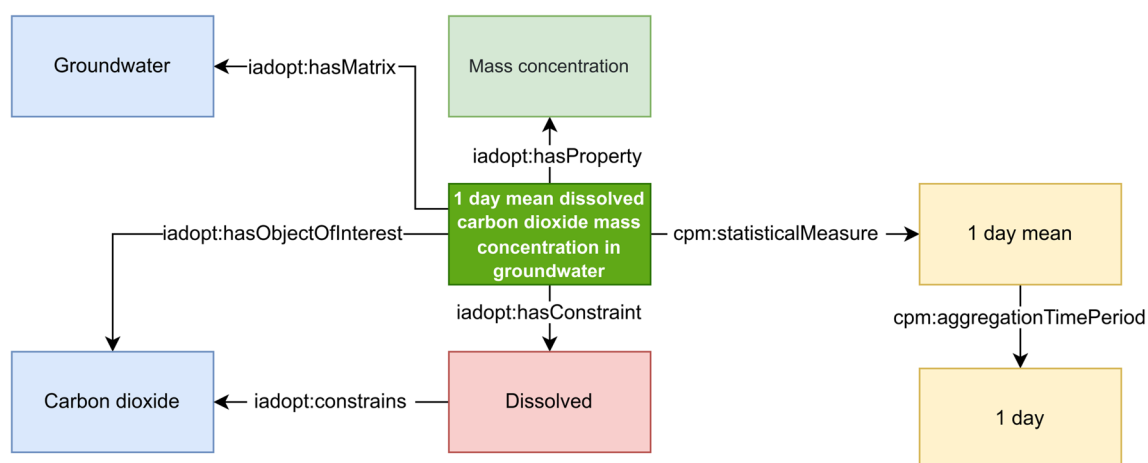 Groundwater
iadopt:hasMatrix
Mass concentration
iadopt:hasProperty
1 day mean dissolved
carbon dioxide mass
concentration in
groundwater
iadopt:hasObjectOfInterest
cpm:statisticalMeasure
1 day mean
iadopt:hasConstraint
cpm:aggregationTimePeriod
Carbon dioxide
iadopt:constrains
Dissolved
1 day